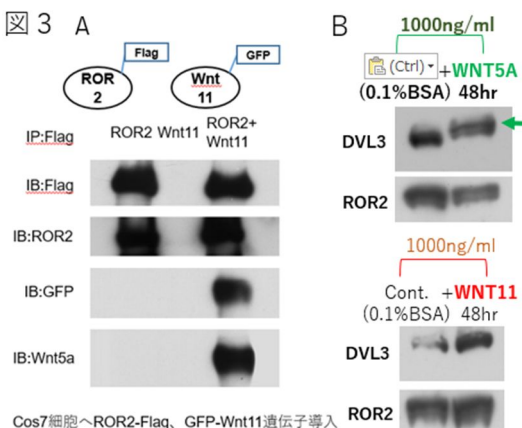 図 3 A
Flag
GFP
ROR
2
Wnt
11
IP:Flag
ROR2 Wnt11 ROR2+
Wnt11
IB:Flag
IB:ROR2
IB:GFP
IB:Wnt5a
Cos7細胞へROR2-Flag、GFP-Wnt11遺伝子導入
B
1000ng/ml
(Ctrl) +WNT5A
(0.1%BSA) 48hr
DVL3
ROR2
1000ng/ml
Cont. +WNT11
(0.1%BSA) 48hr
DVL3
ROR2